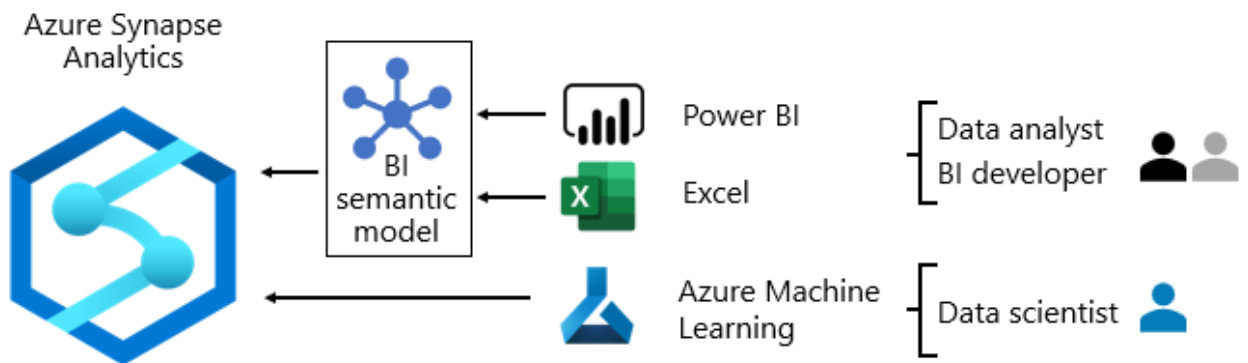 Azure Synapse
Analytics
BI
semantic
model
X
Power BI
Excel
Azure Machine
Learning
Data analyst
BI developer
Data scientist